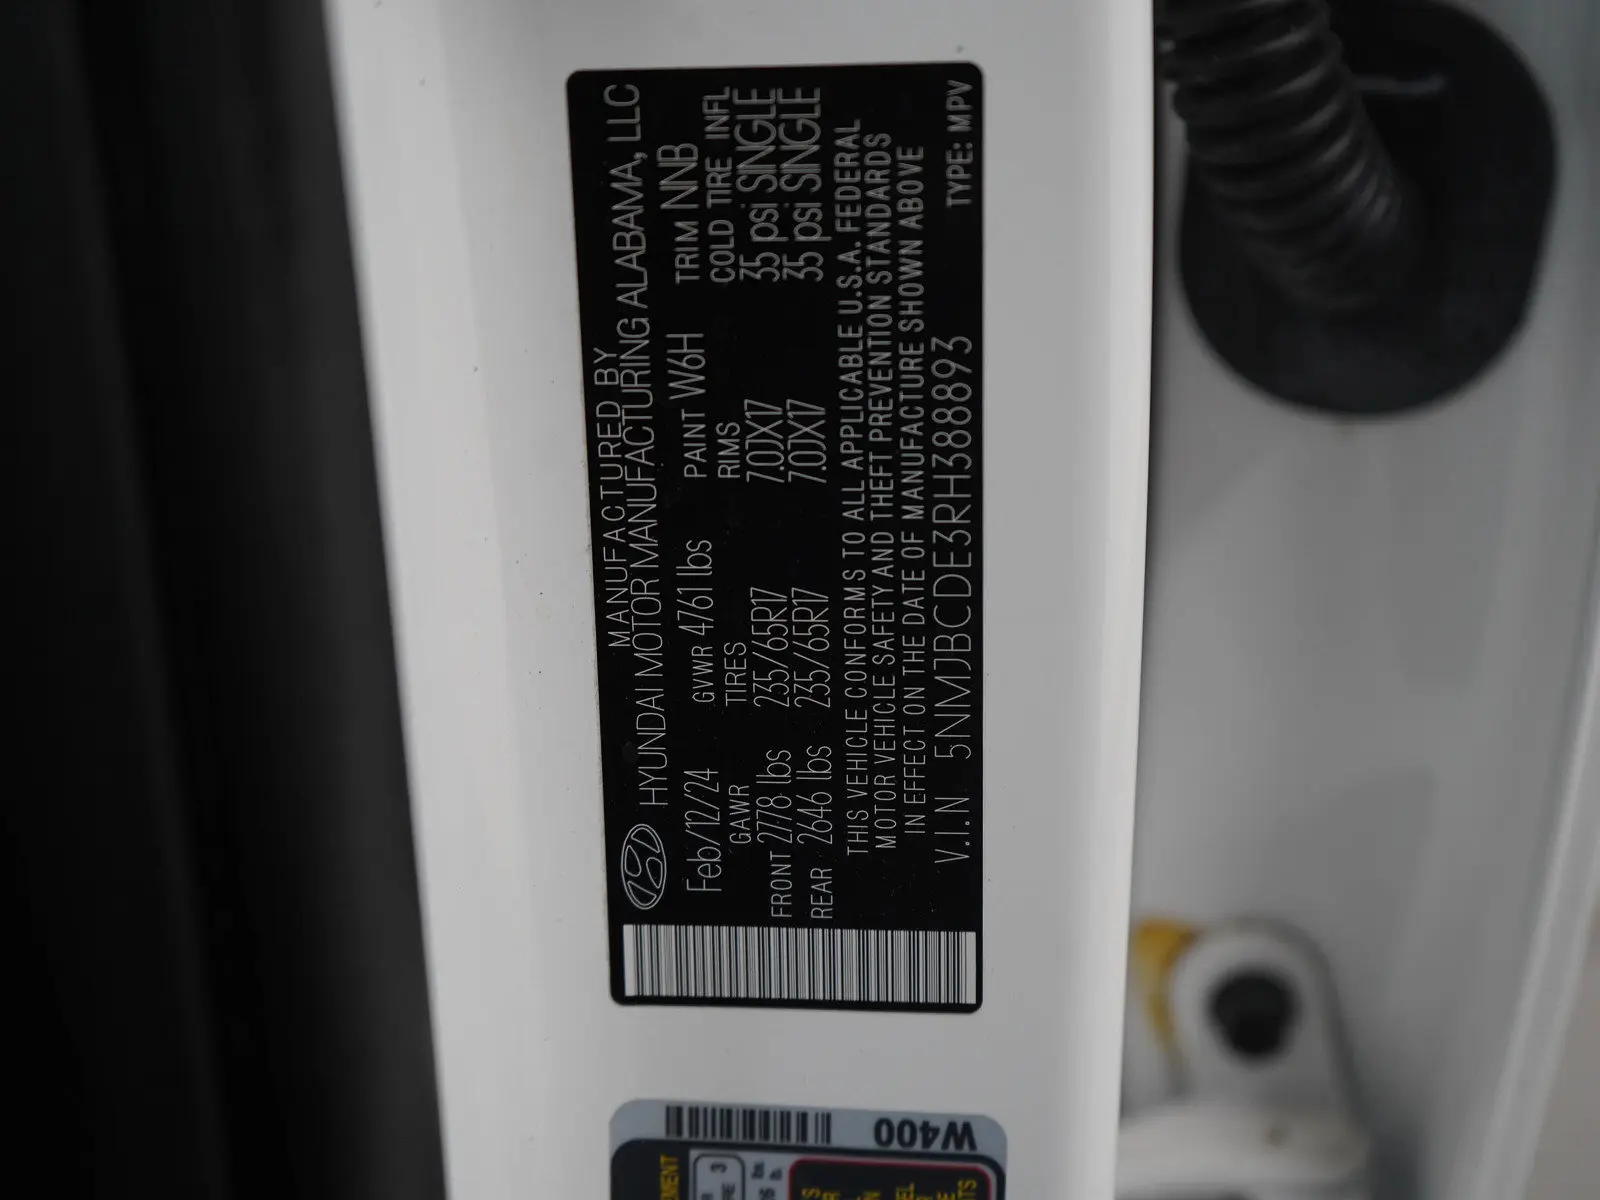 MANUFACTURED BY
HYUNDAI MOTOR MANUFACTURING ALABAMA, LLC
Feb/12/24 GVWR 4761 lbs PAINT W6H TRIM NNB
GAWR TIRES RIMS COLD TIRE INFL
FRONT 2778 lbs 235/65R17 7.0JX17 35 psi SINGLE
REAR 2646 lbs 235/65R17 7.0JX17 35 psi SINGLE
THIS VEHICLE CONFORMS TO ALL APPLICABLE U.S.A. FEDERAL
MOTOR VEHICLE SAFETY AND THEFT PREVENTION STANDARDS
IN EFFECT ON THE DATE OF MANUFACTURE SHOWN ABOVE
V.I.N 5NMJBCDE3RH388893 TYPE: MPV
W400